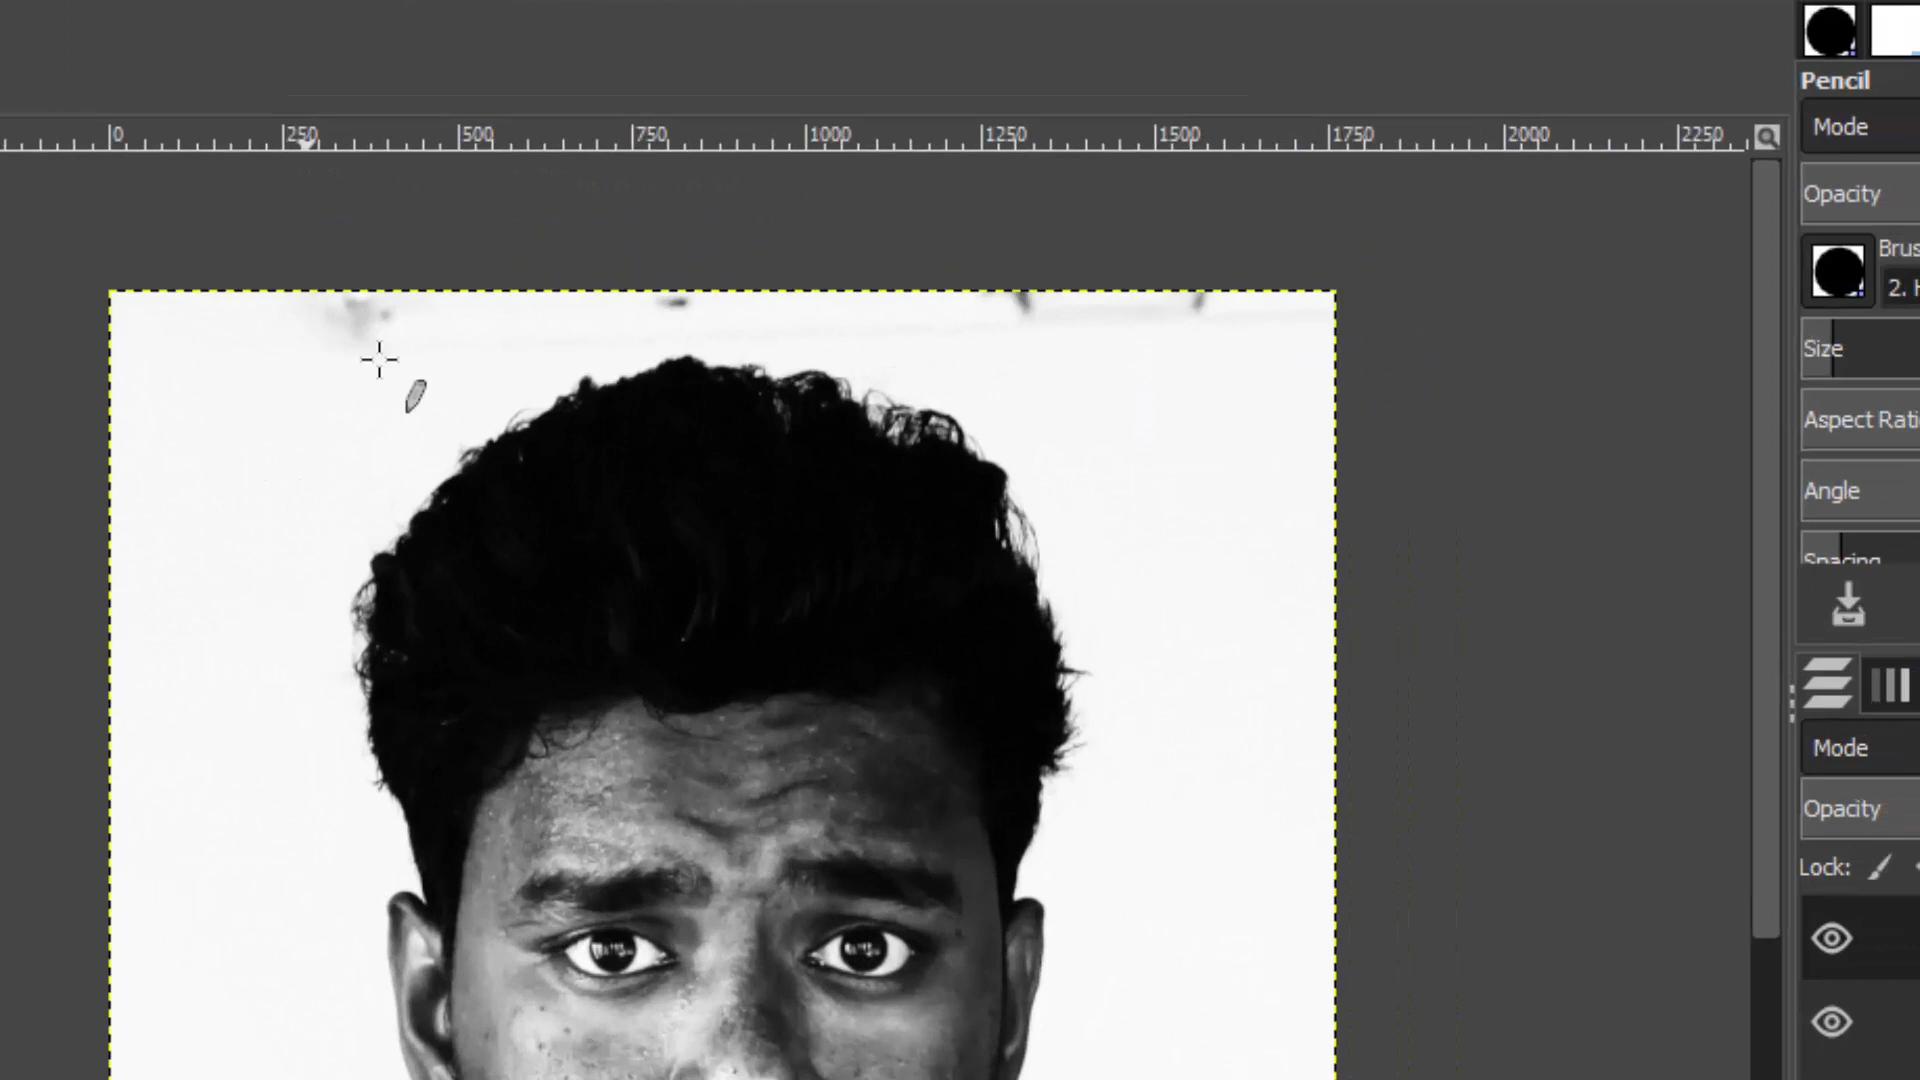 Pencil
0 250 500 750 1000 1250 1500 1750 2000 2250
Mode
Opacity
Brus
2. H
Size
Aspect Rati
Angle
Spacing
Mode
Opacity
Lock: